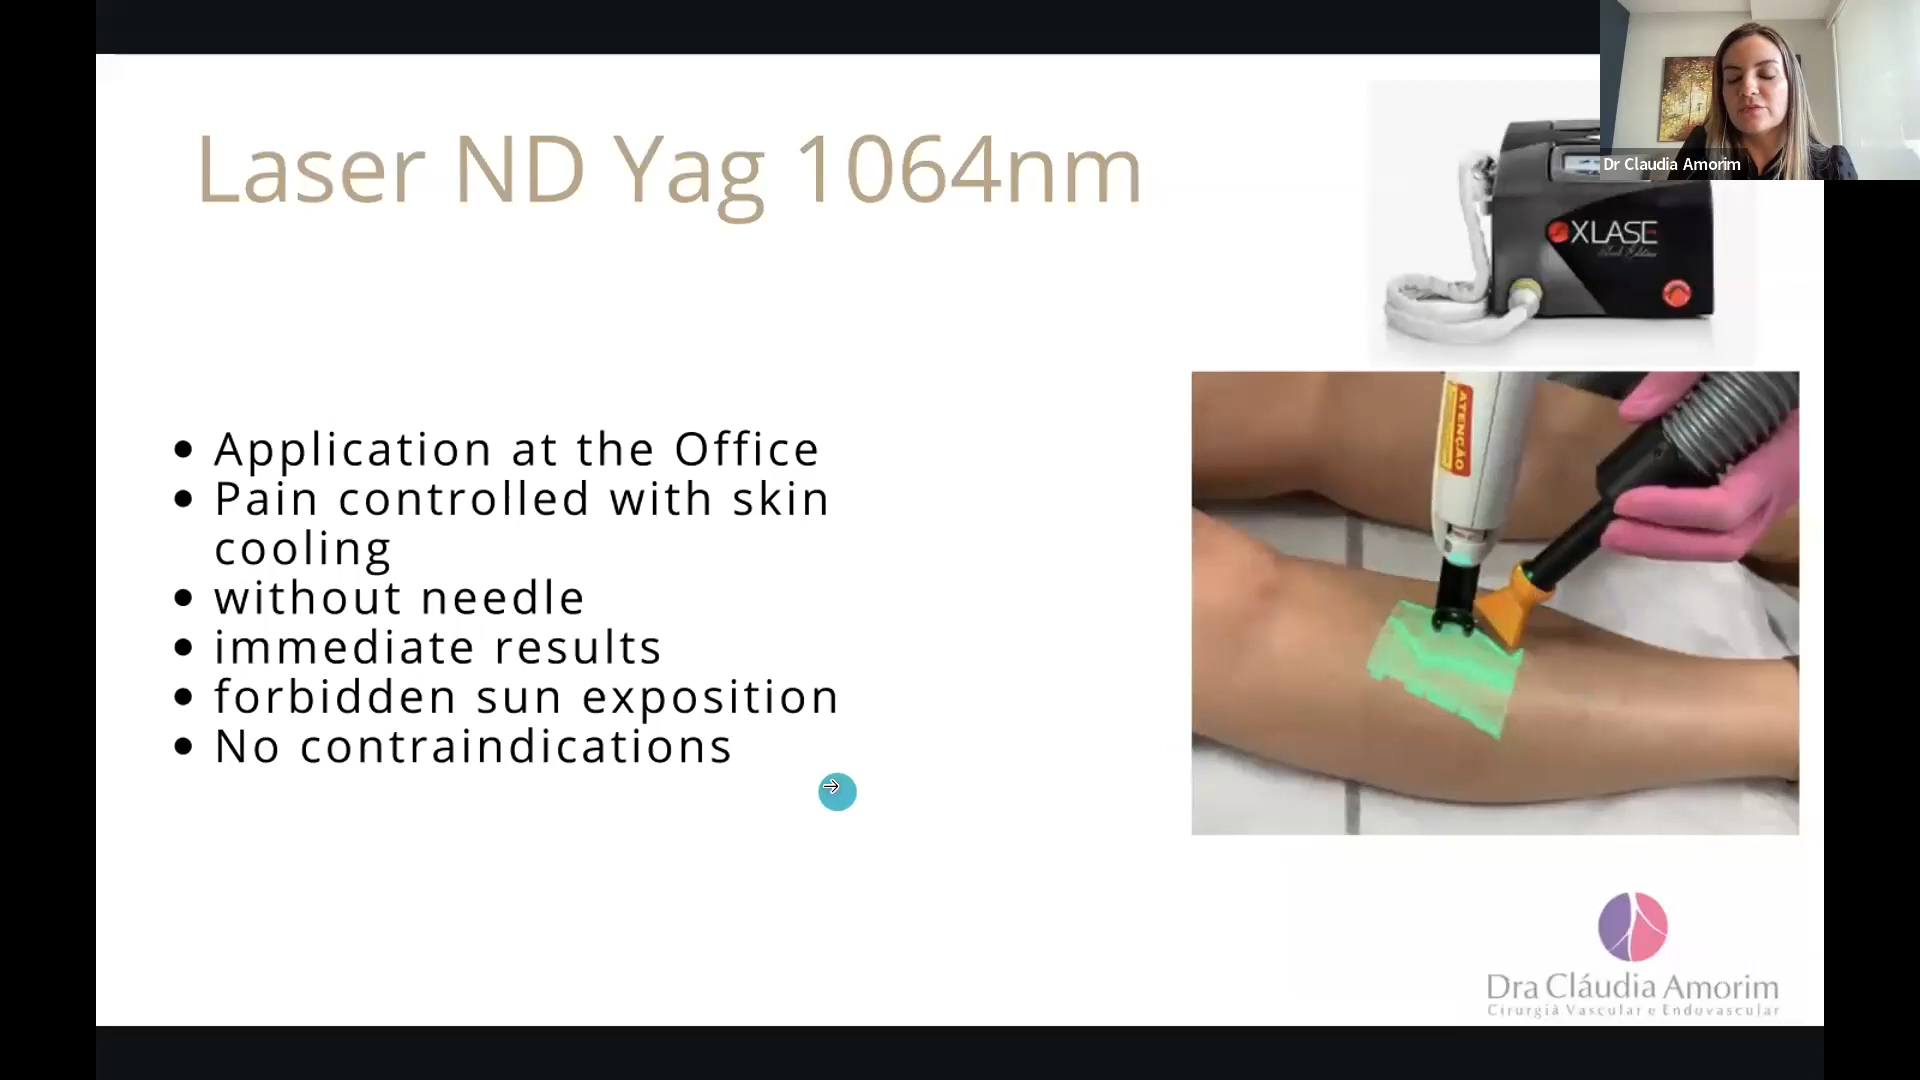 Laser ND Yag 1064nm
Dr Claudia Amorim
XLASE
ATENÇÃO
• Application at the Office
• Pain controlled with skin
cooling
• without needle
• immediate results
• forbidden sun exposition
• No contraindications
Dra Cláudia Amorim
Cirurgiã Vascular e Endovascular